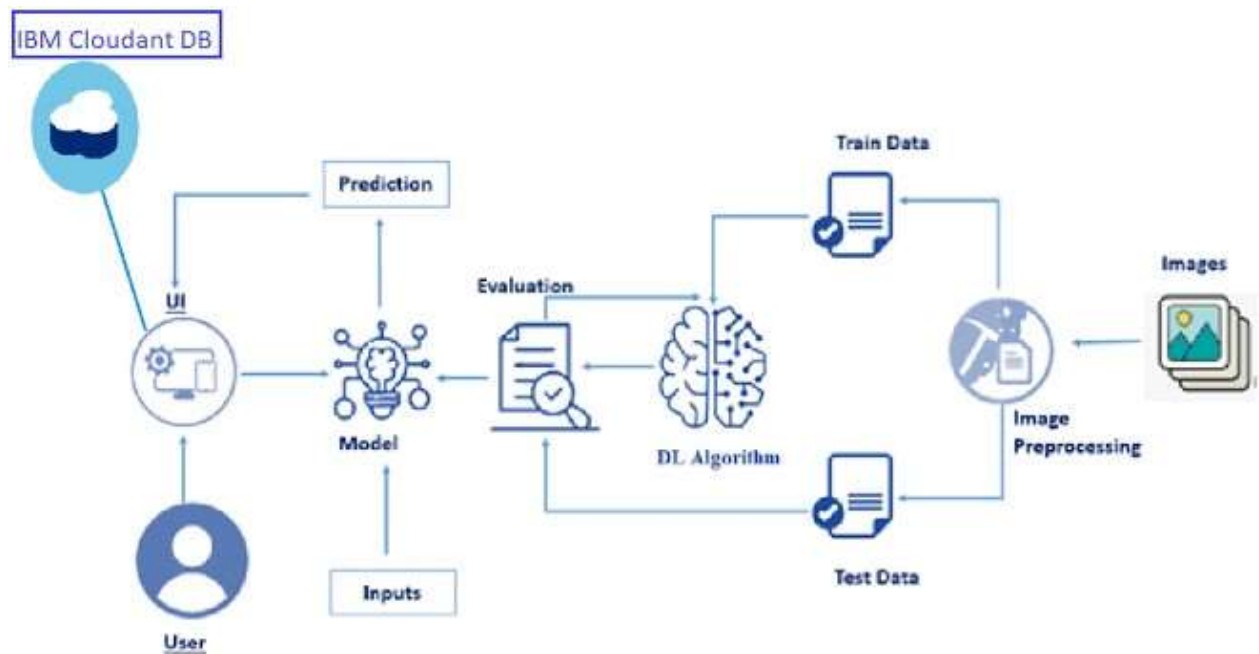 IBM Cloudant DB
Train Data
Prediction
Images
Evaluation
UI
Image
Preprocessing
Model
DL Algorithm
Test Data
Inputs
User